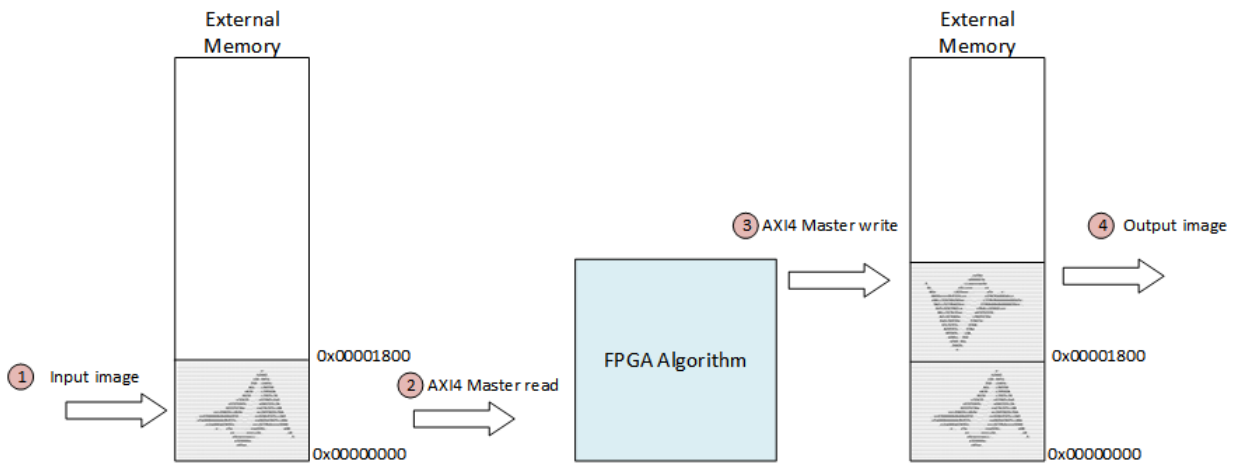 External
Memory
External
Memory
3 AXI4 Master write
4 Output image
0x00001800
0x00001800
FPGA Algorithm
1 Input image
2 AXI4 Master read
0x00000000
0x00000000